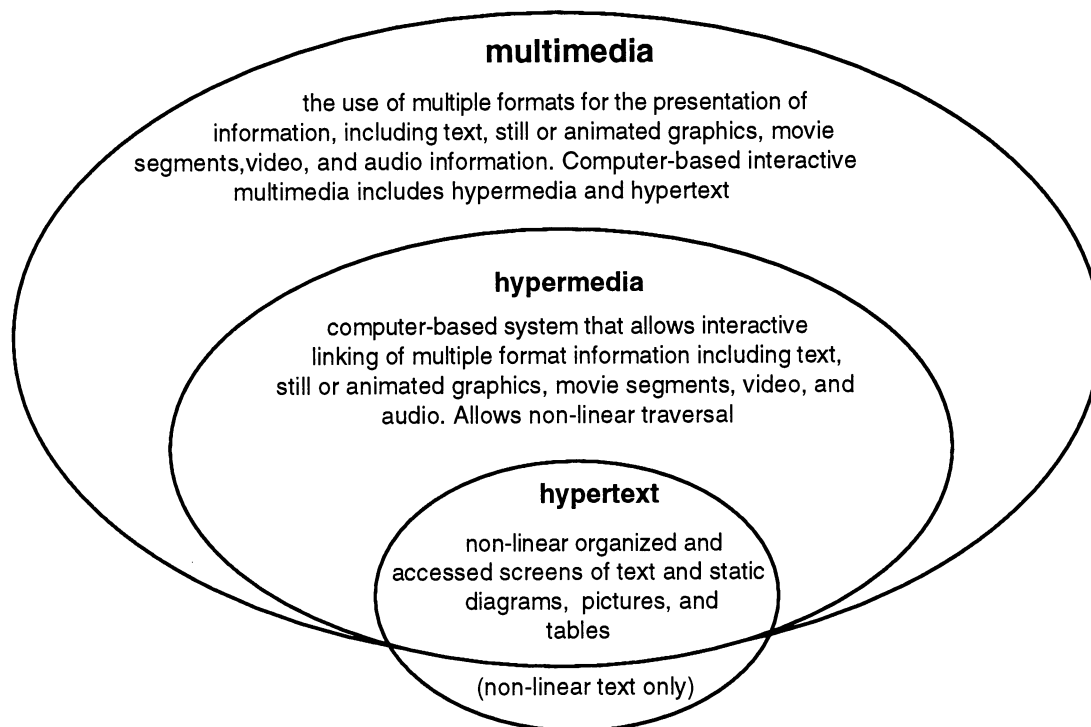 multimedia
the use of multiple formats for the presentation of
information, including text, still or animated graphics, movie
segments,video, and audio information. Computer-based interactive
multimedia includes hypermedia and hypertext
hypermedia
computer-based system that allows interactive
linking of multiple format information including text,
still or animated graphics, movie segments, video, and
audio. Allows non-linear traversal
hypertext
non-linear organized and
accessed screens of text and static
diagrams, pictures, and
tables
(non-linear text only)